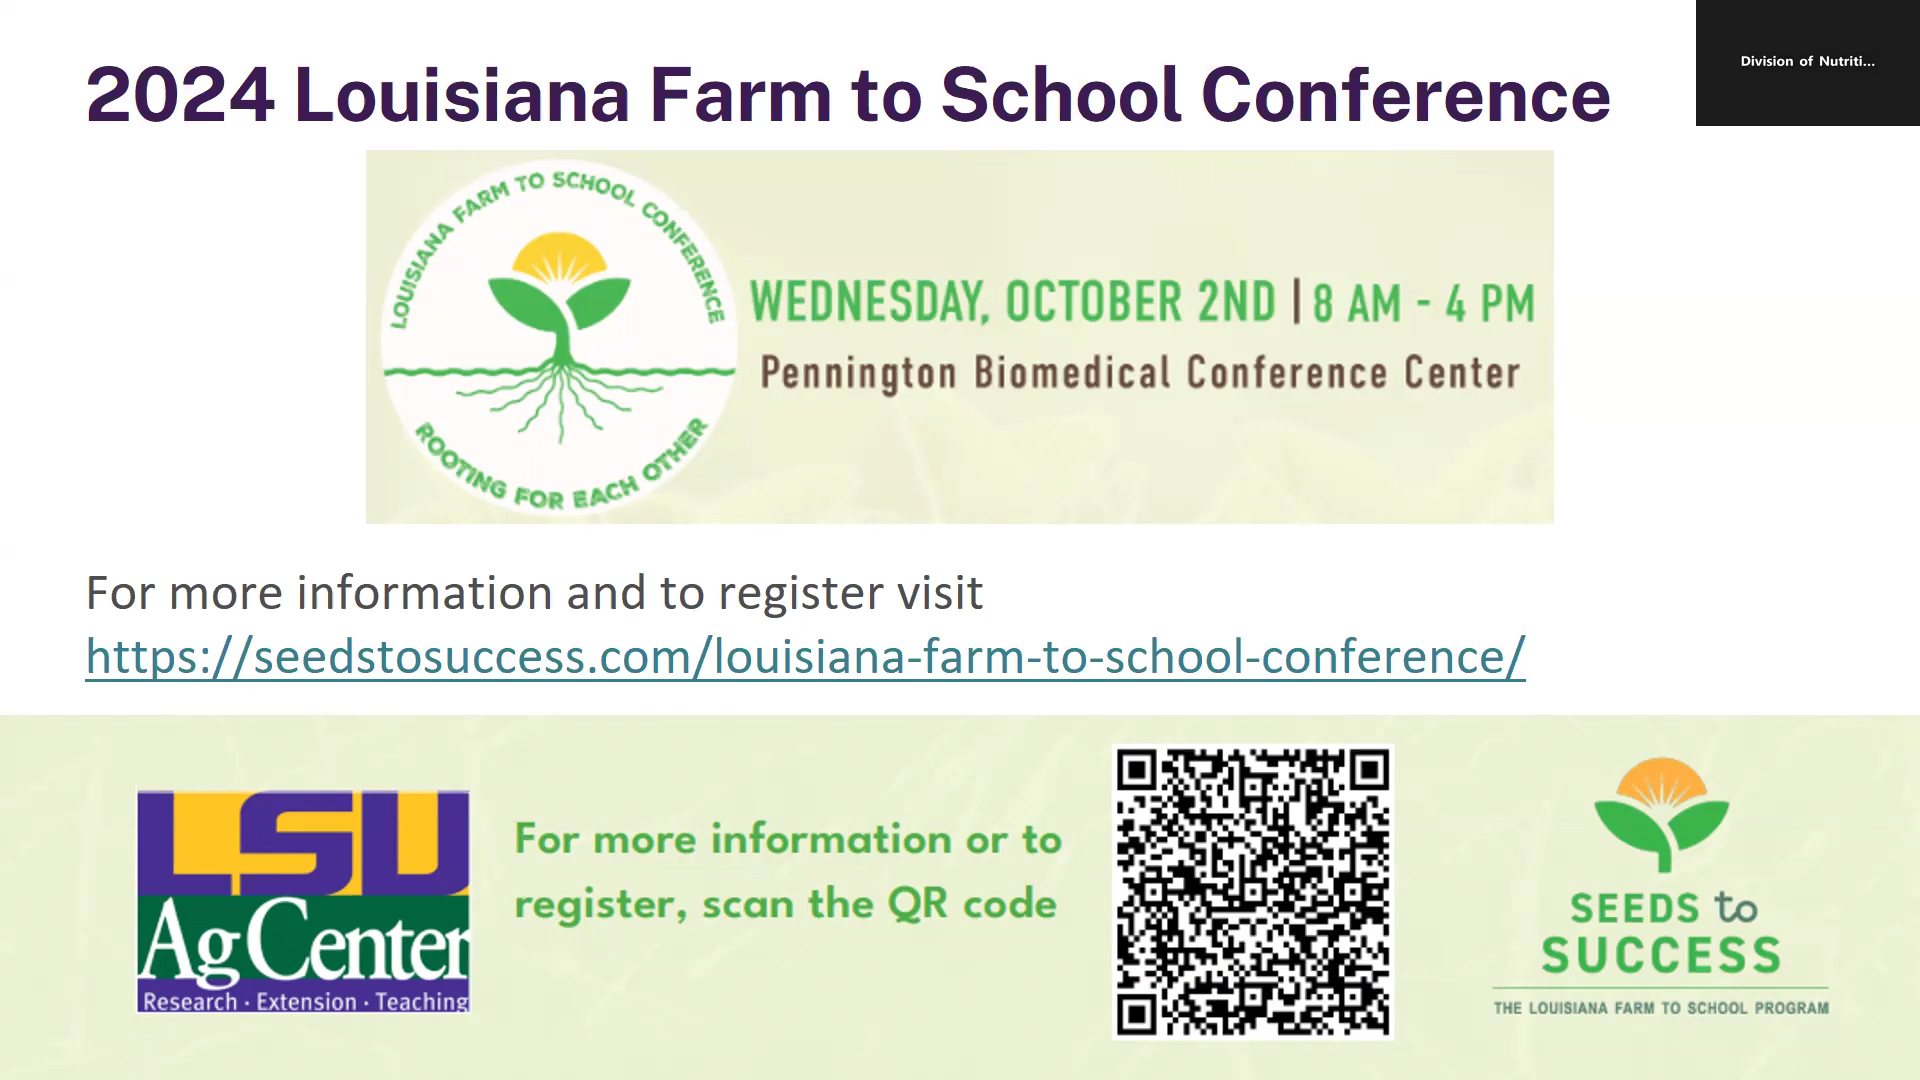 2024 Louisiana Farm to School Conference
Division of Nutriti...
LOUISIANA FARM TO SCHOOL CONFERENCE
ROOTING FOR EACH OTHER
WEDNESDAY, OCTOBER 2ND | 8 AM - 4 PM
Pennington Biomedical Conference Center
For more information and to register visit
https://seedstosuccess.com/louisiana-farm-to-school-conference/
LSU
AgCenter
Research · Extension · Teaching
For more information or to
register, scan the QR code
SEEDS to
SUCCESS
THE LOUISIANA FARM TO SCHOOL PROGRAM